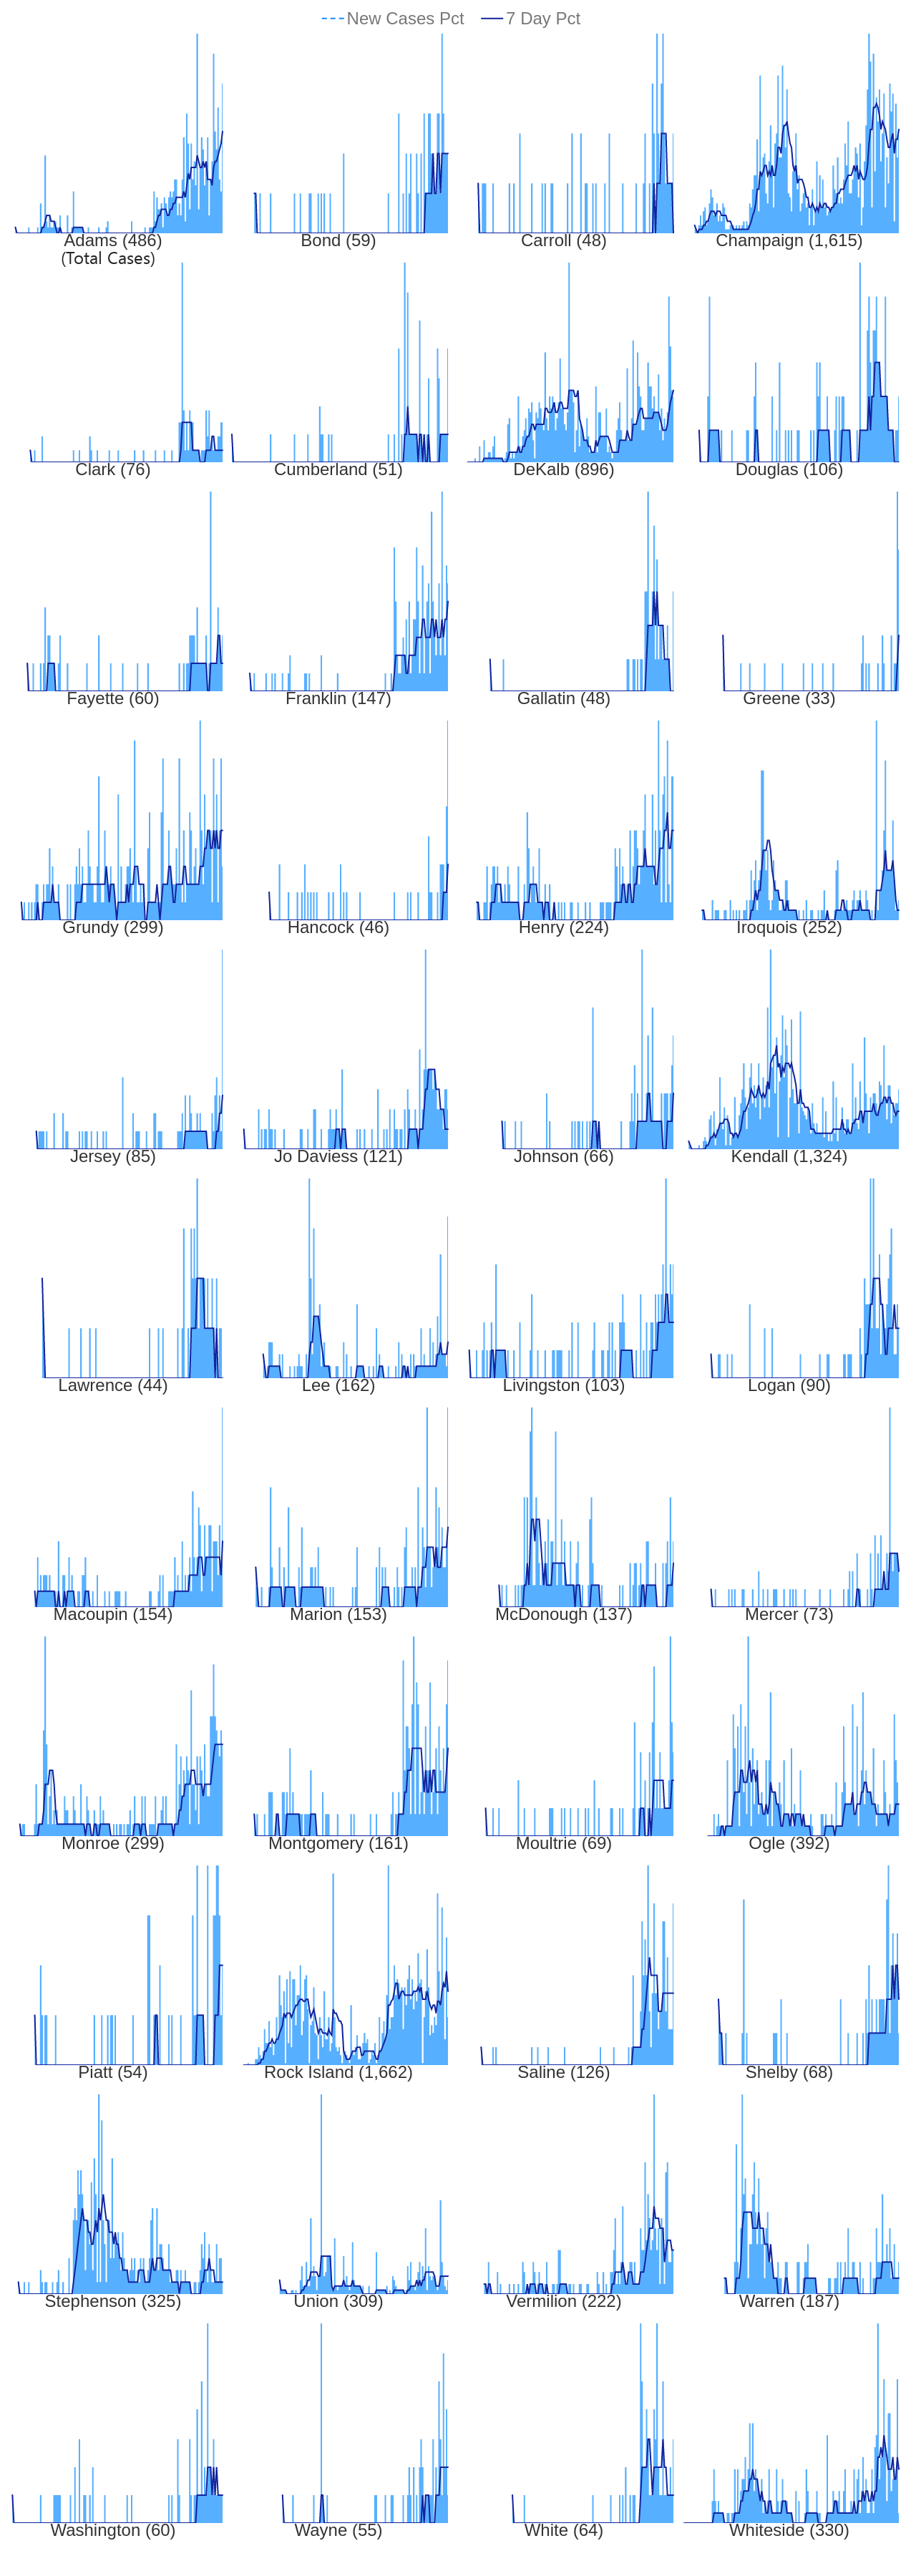 New Cases Pct 7 Day Pct
Adams (486) Bond (59) Carroll (48) Champaign (1,615)
(Total Cases)
Clark (76) Cumberland (51) DeKalb (896) Douglas (106)
Fayette (60) Franklin (147) Gallatin (48) Greene (33)
Grundy (299) Hancock (46) Henry (224) Iroquois (252)
Jersey (85) Jo Daviess (121) Johnson (66) Kendall (1,324)
Lawrence (44) Lee (162) Livingston (103) Logan (90)
Macoupin (154) Marion (153) McDonough (137) Mercer (73)
Monroe (299) Montgomery (161) Moultrie (69) Ogle (392)
Piatt (54) Rock Island (1,662) Saline (126) Shelby (68)
Stephenson (325) Union (309) Vermilion (222) Warren (187)
Washington (60) Wayne (55) White (64) Whiteside (330)